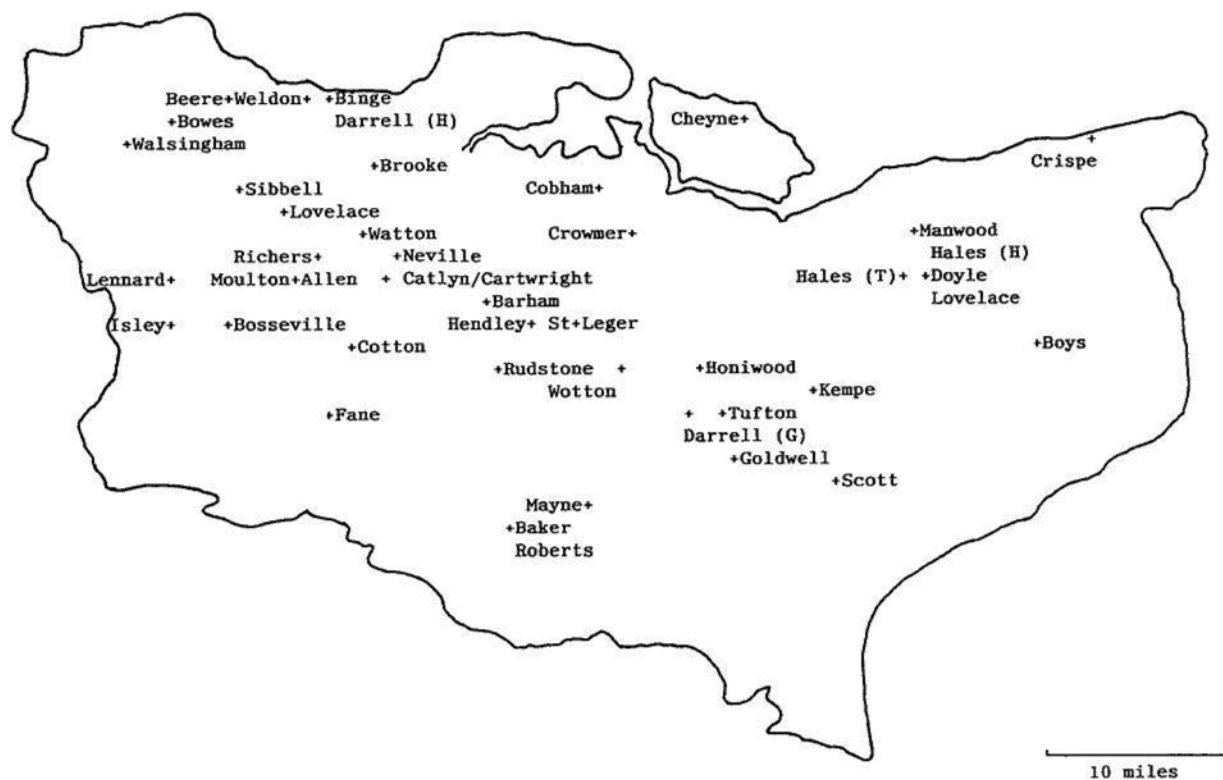 Beere+Weldon+ +Binge
+Bowes Darrell (H)
Cheyne+
+Walsingham
+
+Brooke
Crispe
+Sibbell
Cobham+
+Lovelace
+Watton
Crowmer+
+Manwood
Richers+
+Neville
Hales (H)
Lennard+
Moulton+Allen
+ Catlyn/Cartwright
Hales (T)+ +Doyle
+Barham
Lovelace
Isley+
+Bosseville
Hendley+ St+Leger
+Cotton
+Boys
+Rudstone +
+Honiwood
Wotton
+Kempe
+Fane
+ +Tufton
Darrell (G)
+Goldwell
+Scott
Mayne+
+Baker
Roberts
10 miles